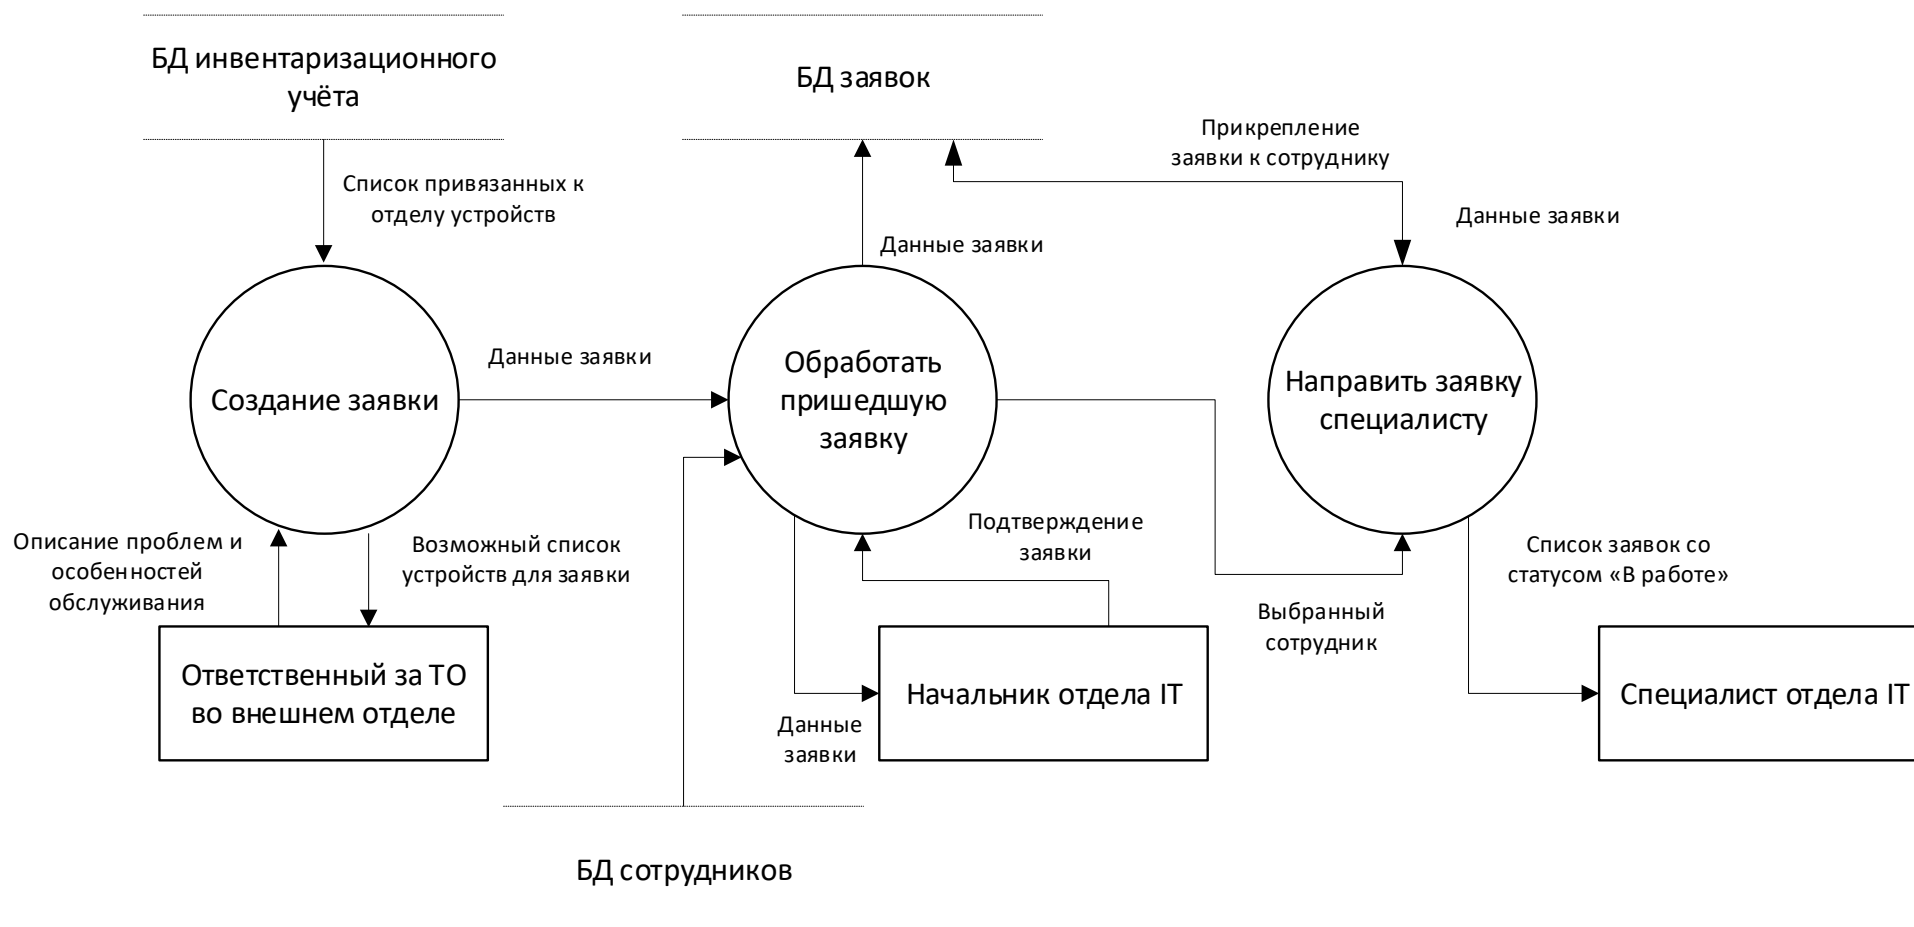 БД инвентаризационного
учёта
БД заявок
Прикрепление
заявки к сотруднику
Список привязанных к
отделу устройств
Данные заявки
Данные заявки
Данные заявки
Создание заявки
Обработать
пришедшую
заявку
Направить заявку
специалисту
Описание проблем и
особенностей
обслуживания
Возможный список
устройств для заявки
Подтверждение
заявки
Выбранный
сотрудник
Список заявок со
статусом «В работе»
Ответственный за ТО
во внешнем отделе
Данные
заявки
Начальник отдела IT
Специалист отдела IT
БД сотрудников